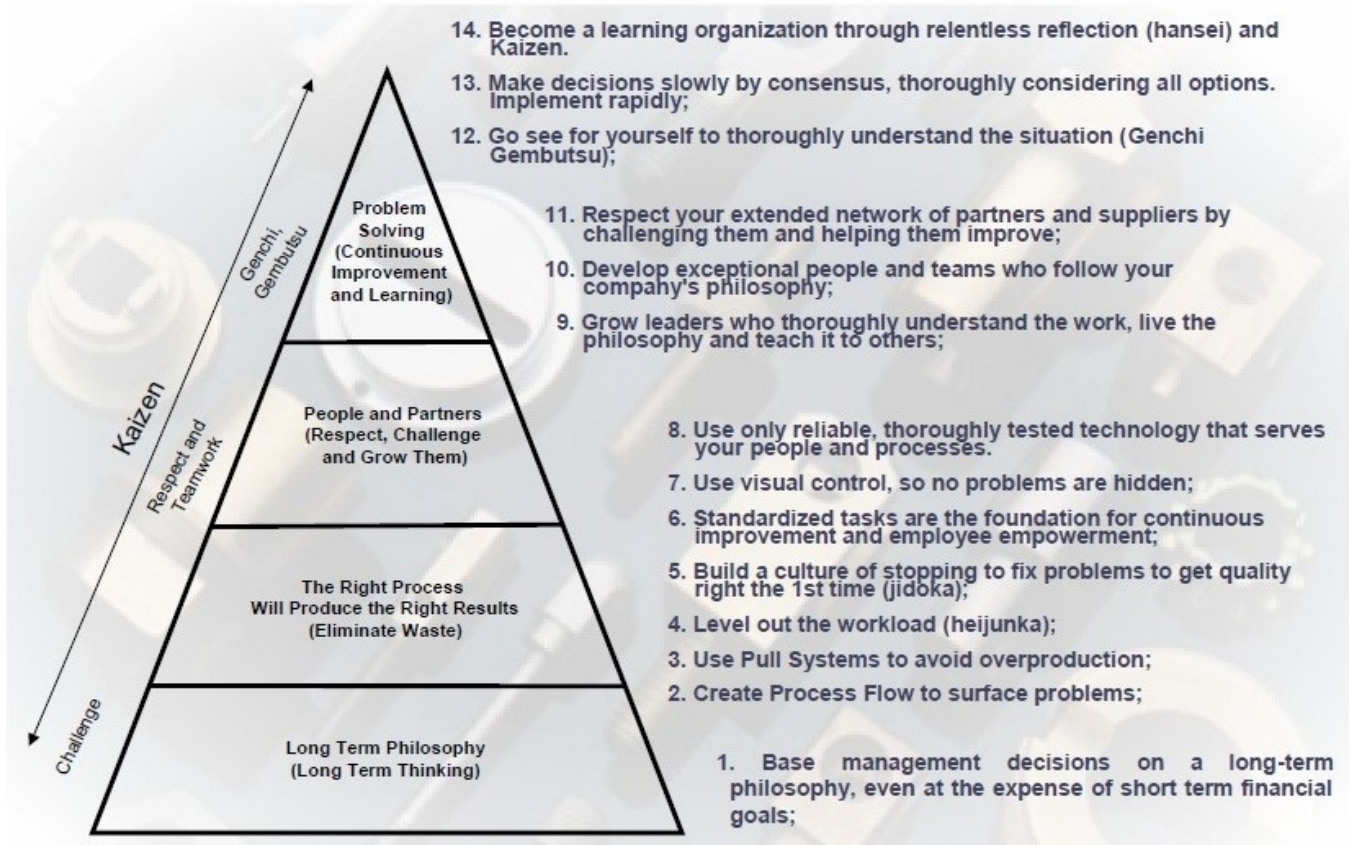 14. Become a learning organization through relentless reflection (hansei) and
Kaizen.
13. Make decisions slowly by consensus, thoroughly considering all options.
Implement rapidly;
12. Go see for yourself to thoroughly understand the situation (Genchi
Gembutsu);
11. Respect your extended network of partners and suppliers by
challenging them and helping them improve;
10. Develop exceptional people and teams who follow your
company's philosophy;
9. Grow leaders who thoroughly understand the work, live the
philosophy and teach it to others;
8. Use only reliable, thoroughly tested technology that serves
your people and processes.
7. Use visual control, so no problems are hidden;
6. Standardized tasks are the foundation for continuous
improvement and employee empowerment;
5. Build a culture of stopping to fix problems to get quality
right the 1st time (jidoka);
4. Level out the workload (heijunka);
3. Use Pull Systems to avoid overproduction;
2. Create Process Flow to surface problems;
1. Base management decisions on a long-term
philosophy, even at the expense of short term financial
goals;
Problem
Solving
(Continuous
Improvement
and Learning)
People and Partners
(Respect, Challenge
and Grow Them)
The Right Process
Will Produce the Right Results
(Eliminate Waste)
Long Term Philosophy
(Long Term Thinking)
Kaizen
Genchi,
Gembutsu
Respect and
Teamwork
Challenge